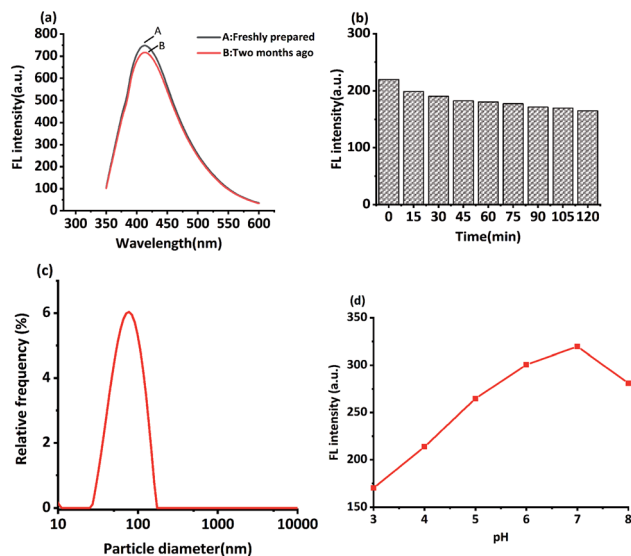 (a)
A
B
A:Freshly prepared
B:Two months ago
FL intensity(a.u.)
800
700
600
500
400
300
200
100
0
300 350 400 450 500 550 600
Wavelength(nm)
(b)
FL intensity(a.u.)
300
200
100
0
0 15 30 45 60 75 90 105 120
Time(min)
(c)
Relative frequency (%)
6
4
2
0
10 100 1000 10000
Particle diameter(nm)
(d)
FL intensity (a.u.)
350
300
250
200
150
3 4 5 6 7 8
pH